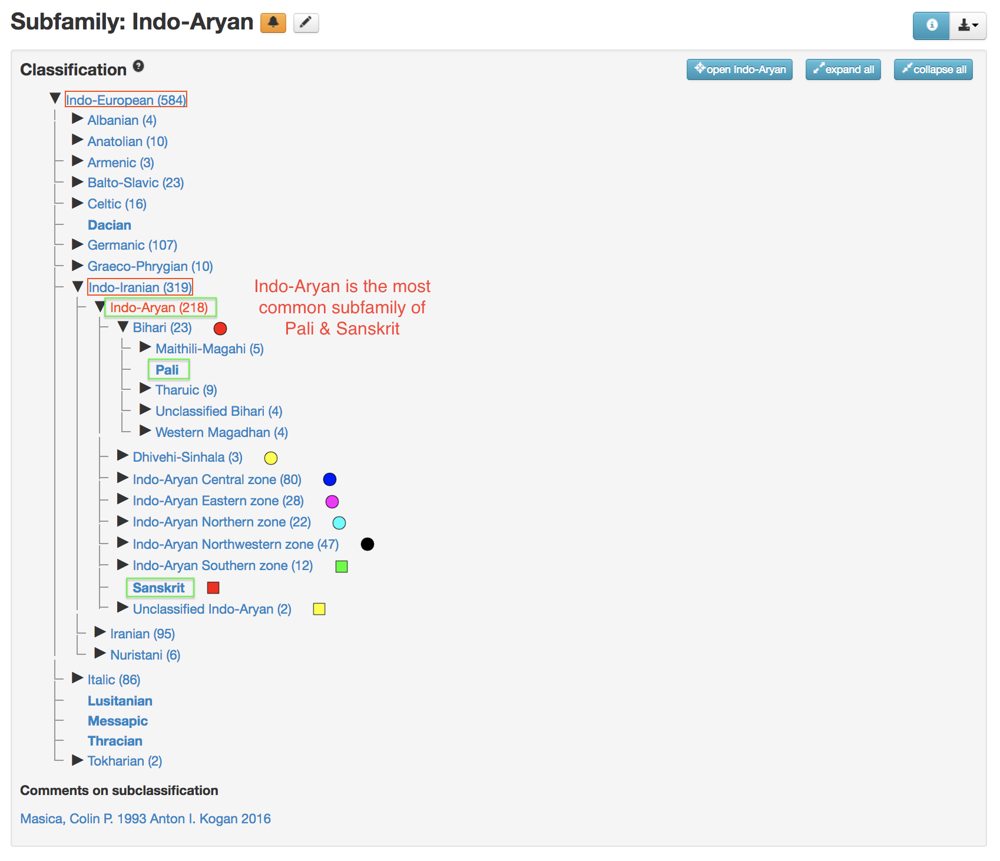 Subfamily: Indo-Aryan
Classification ?
open Indo-Aryan
expand all
collapse all
Indo-European (584)
Albanian (4)
Anatolian (10)
Armenic (3)
Balto-Slavic (23)
Celtic (16)
Dacian
Germanic (107)
Graeco-Phrygian (10)
Indo-Iranian (319)
Indo-Aryan is the most
common subfamily of
Pali & Sanskrit
Indo-Aryan (218)
Bihari (23)
Maithili-Magahi (5)
Pali
Tharuic (9)
Unclassified Bihari (4)
Western Magadhan (4)
Dhivehi-Sinhala (3)
Indo-Aryan Central zone (80)
Indo-Aryan Eastern zone (28)
Indo-Aryan Northern zone (22)
Indo-Aryan Northwestern zone (47)
Indo-Aryan Southern zone (12)
Sanskrit
Unclassified Indo-Aryan (2)
Iranian (95)
Nuristani (6)
Italic (86)
Lusitanian
Messapic
Thracian
Tokharian (2)
Comments on subclassification
Masica, Colin P. 1993 Anton I. Kogan 2016